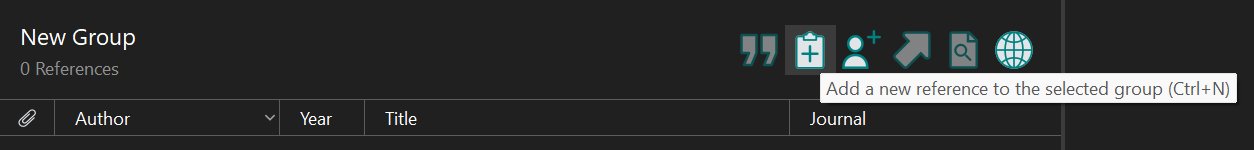 New Group
0 References
Add a new reference to the selected group (Ctrl+N)
Author Year Title Journal